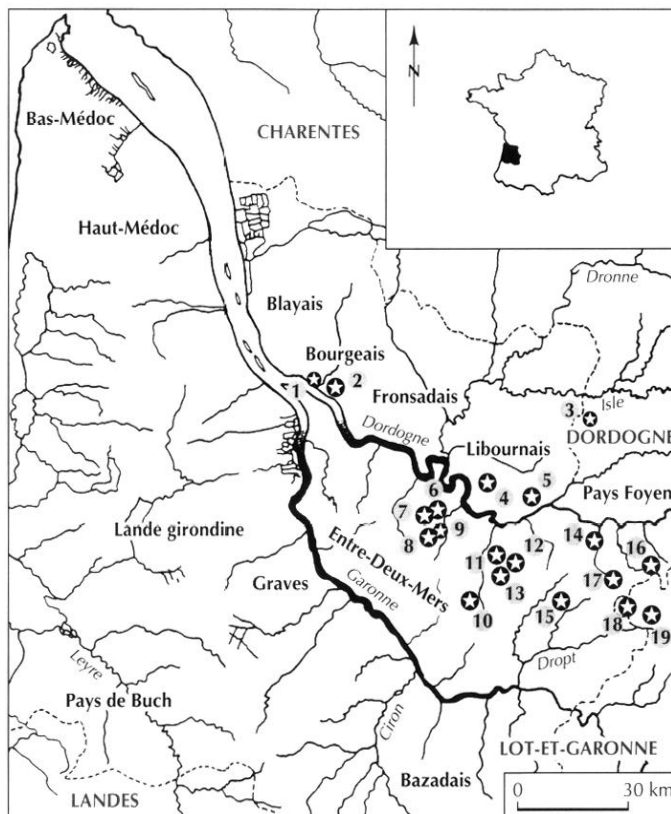 N
Bas-Médoc
CHARENTES
Haut-Médoc
Dronne
Blayais
Bourgeais
1
2
Fronsadais
3
Isle
DORDOGNE
Dordogne
Libournais
4
5
Pays Foyen
6
7
8
9
Lande girondine
Entre-Deux-Mers
Garonne
Graves
10
11
12
13
14
15
16
17
18
19
Leyre
Pays de Buch
Ciron
Dropt
LOT-ET-GARONNE
Bazadais
LANDES
0
30 km